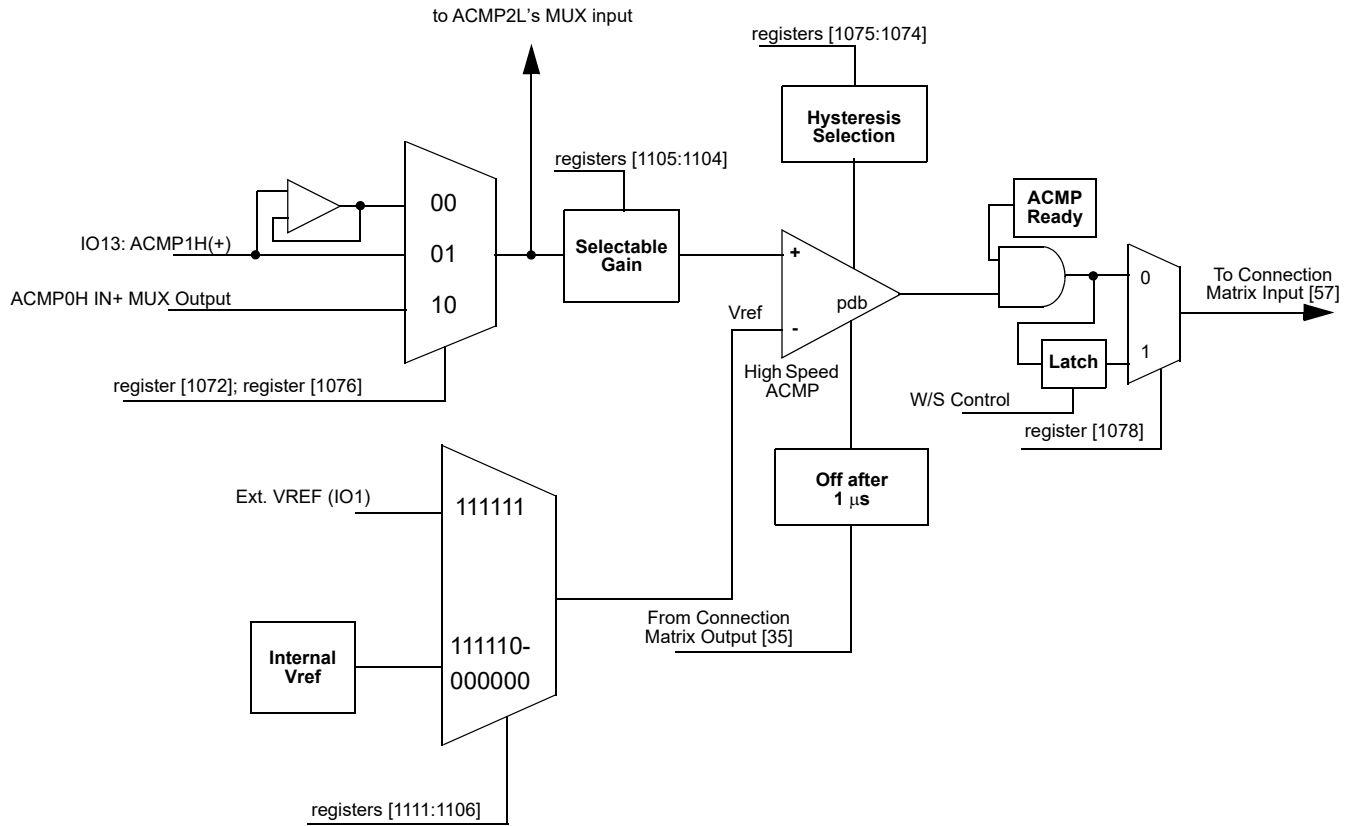 to ACMP2L's MUX input
registers [1075:1074]
Hysteresis
Selection
registers [1105:1104]
ACMP
Ready
00
IO13: ACMP1H(+)
01
Selectable
Gain
+
0
To Connection
Matrix Input [57]
ACMP0H IN+ MUX Output
10
pdb
Vref
-
1
Latch
High Speed
ACMP
register [1072]; register [1076]
W/S Control
register [1078]
Off after
1 μs
Ext. VREF (IO1)
111111
From Connection
Matrix Output [35]
Internal
Vref
111110-
000000
registers [1111:1106]